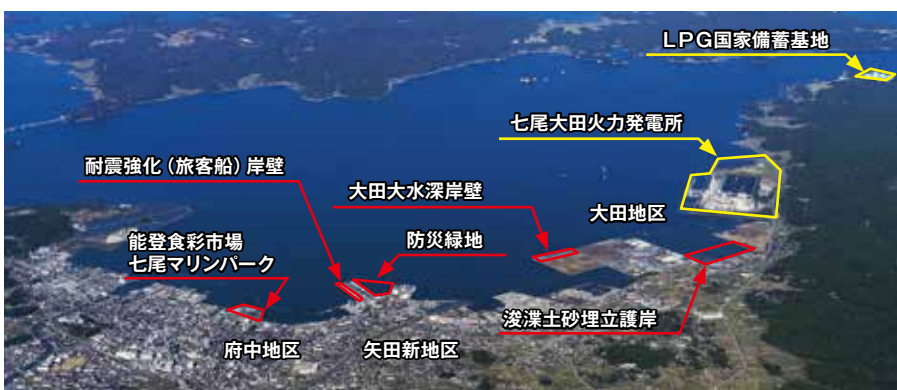 LPG国家備蓄基地
七尾大田火力発電所
耐震強化（旅客船）岸壁
大田大水深岸壁
大田地区
能登食彩市場
七尾マリンパーク
防災緑地
浚渫土砂埋立護岸
府中地区
矢田新地区